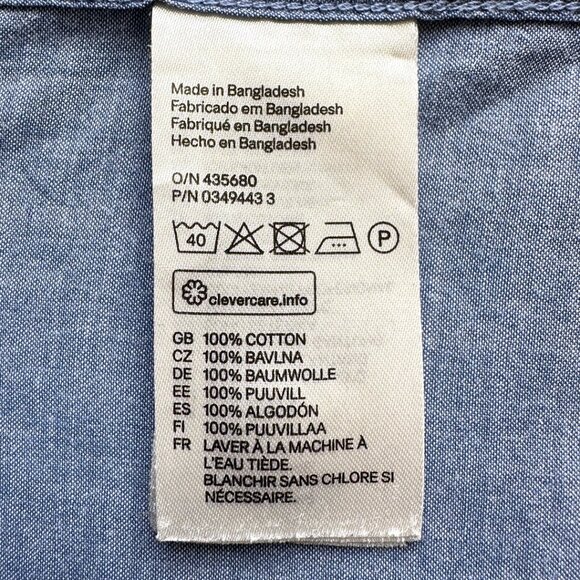 Made in Bangladesh
Fabricado em Bangladesh
Fabriqué en Bangladesh
Hecho en Bangladesh
O/N 435680
P/N 0349443 3
40 P
clevercare.info
GB 100% COTTON
CZ 100% BAVLNA
DE 100% BAUMWOLLE
EE 100% PUUVILL
ES 100% ALGODÓN
FI 100% PUUVILLAA
FR LAVER À LA MACHINE À
L'EAU TIÈDE.
BLANCHIR SANS CHLORE SI
NÉCESSAIRE.